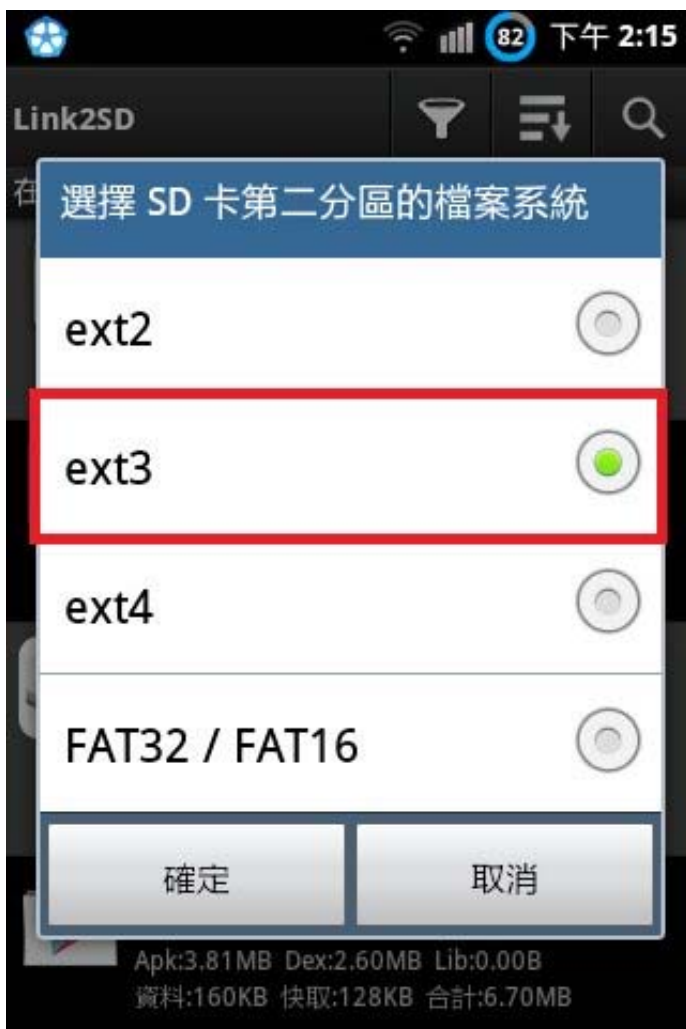 82 下午 2:15
Link2SD
在
選擇 SD 卡第二分區的檔案系統
ext2
ext3
ext4
FAT32 / FAT16
確定 取消
Apk:3.81MB Dex:2.60MB Lib:0.00B
資料:160KB 快取:128KB 合計:6.70MB